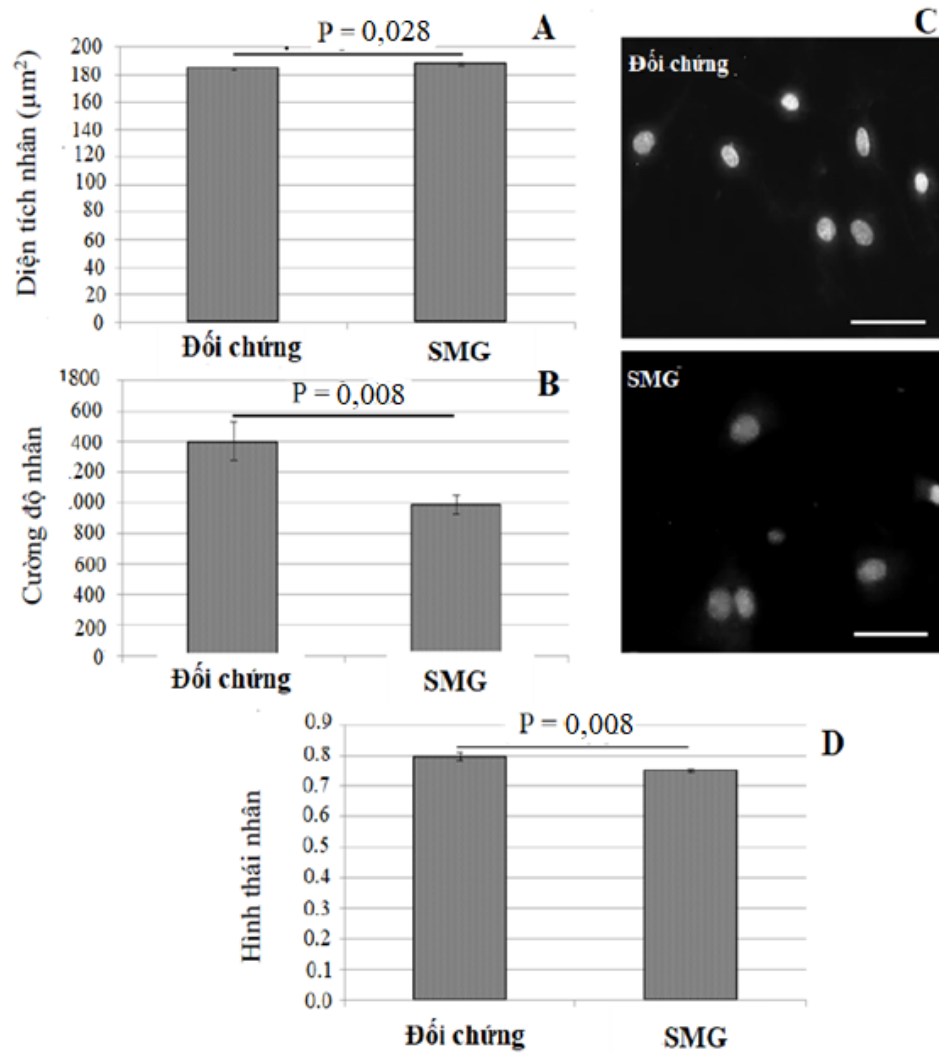 A
P = 0,028
Diện tích nhân (µm²)
200
180
160
140
120
100
80
60
40
20
0
Đối chứng
SMG
B
P = 0,008
Cường độ nhân
1800
600
400
200
000
800
600
400
200
0
Đối chứng
SMG
C
Đối chứng
SMG
D
P = 0,008
Hình thái nhân
0.9
0.8
0.7
0.6
0.5
0.4
0.3
0.2
0.1
0.0
Đối chứng
SMG